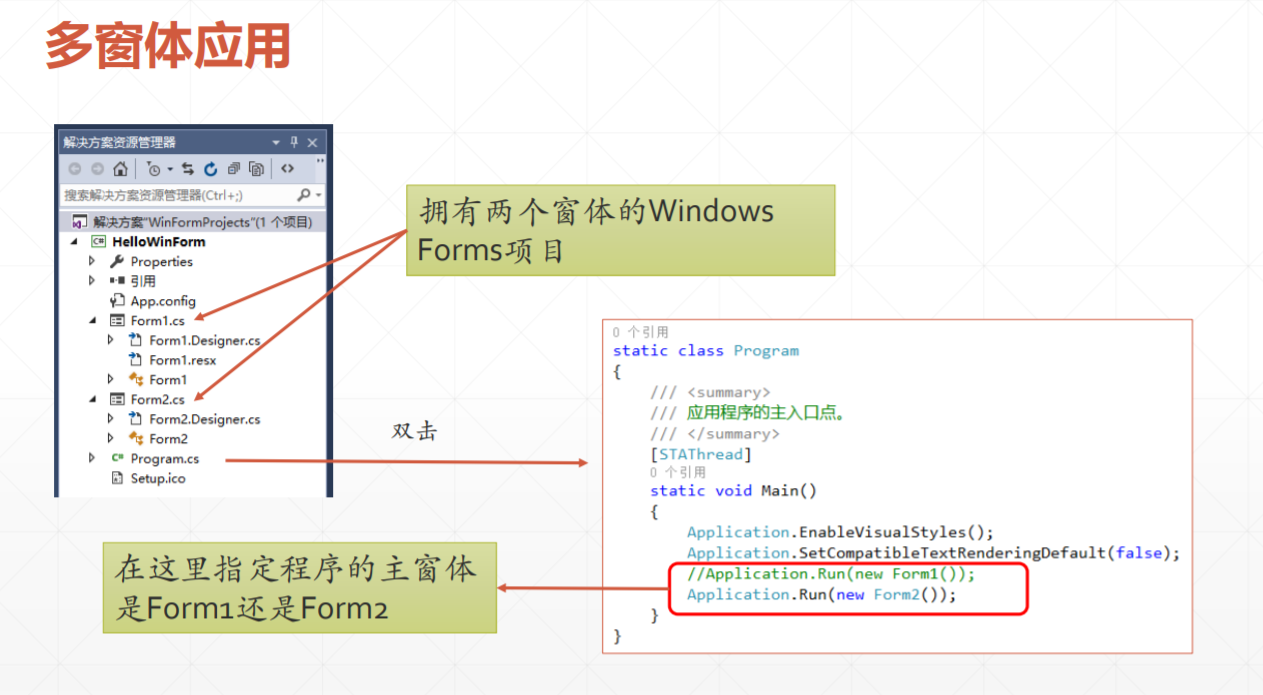 多窗体应用
解决方案资源管理器
搜索解决方案资源管理器(Ctrl+;)
解决方案"WinFormProjects"(1 个项目)
HelloWinForm
Properties
引用
App.config
Form1.cs
Form1.Designer.cs
Form1.resx
Form1
Form2.cs
Form2.Designer.cs
Form2
Program.cs
Setup.ico
拥有两个窗体的Windows
Forms项目
双击
在这里指定程序的主窗体
是Form1还是Form2
0 个引用
static class Program
{
/// <summary>
/// 应用程序的主入口点。
/// </summary>
[STAThread]
0 个引用
static void Main()
{
Application.EnableVisualStyles();
Application.SetCompatibleTextRenderingDefault(false);
//Application.Run(new Form1());
Application.Run(new Form2());
}
}